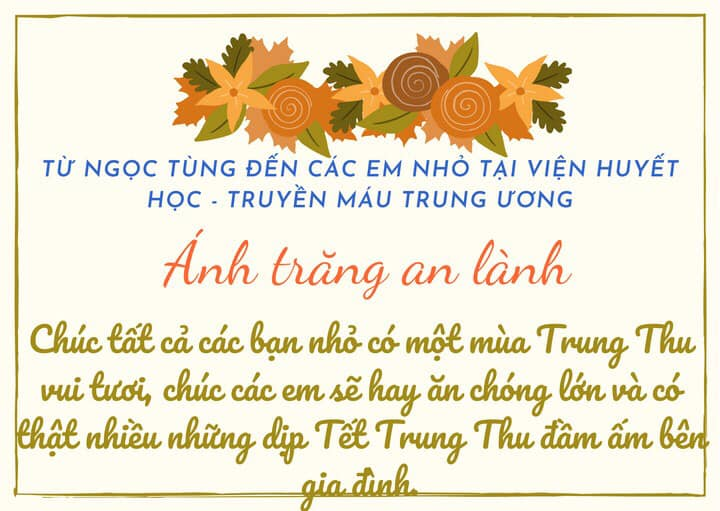 TỪ NGỌC TÙNG ĐẾN CÁC EM NHỎ TẠI VIỆN HUYẾT
HỌC - TRUYỀN MÁU TRUNG ƯƠNG
Ánh trăng an lành
Chúc tất cả các bạn nhỏ có một mùa Trung Thu
vui tươi, chúc các em sẽ hay ăn chóng lớn và có
thật nhiều những dịp Tết Trung Thu đầm ấm bên
gia đình.